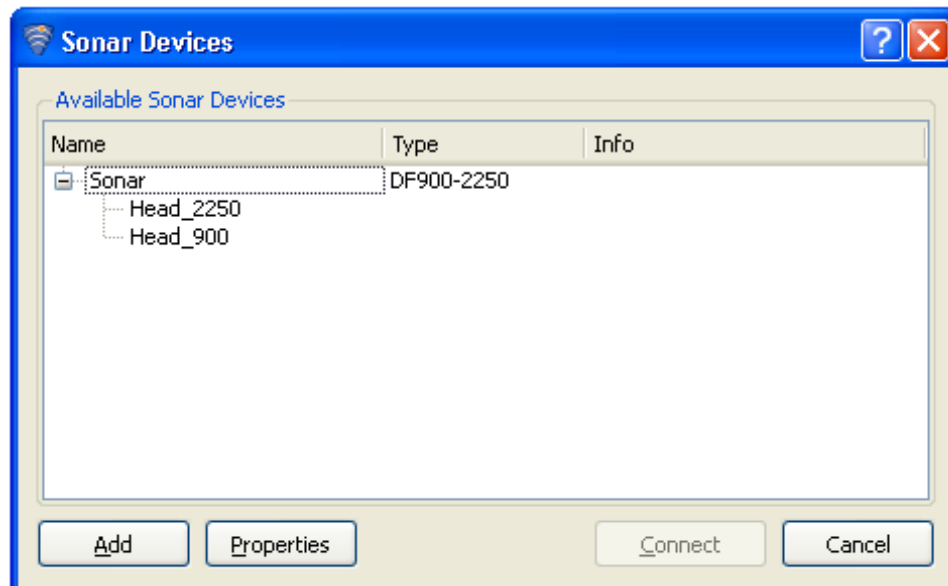 Sonar Devices
Available Sonar Devices
Name Type Info
Sonar DF900-2250
Head_2250
Head_900
Add Properties Connect Cancel